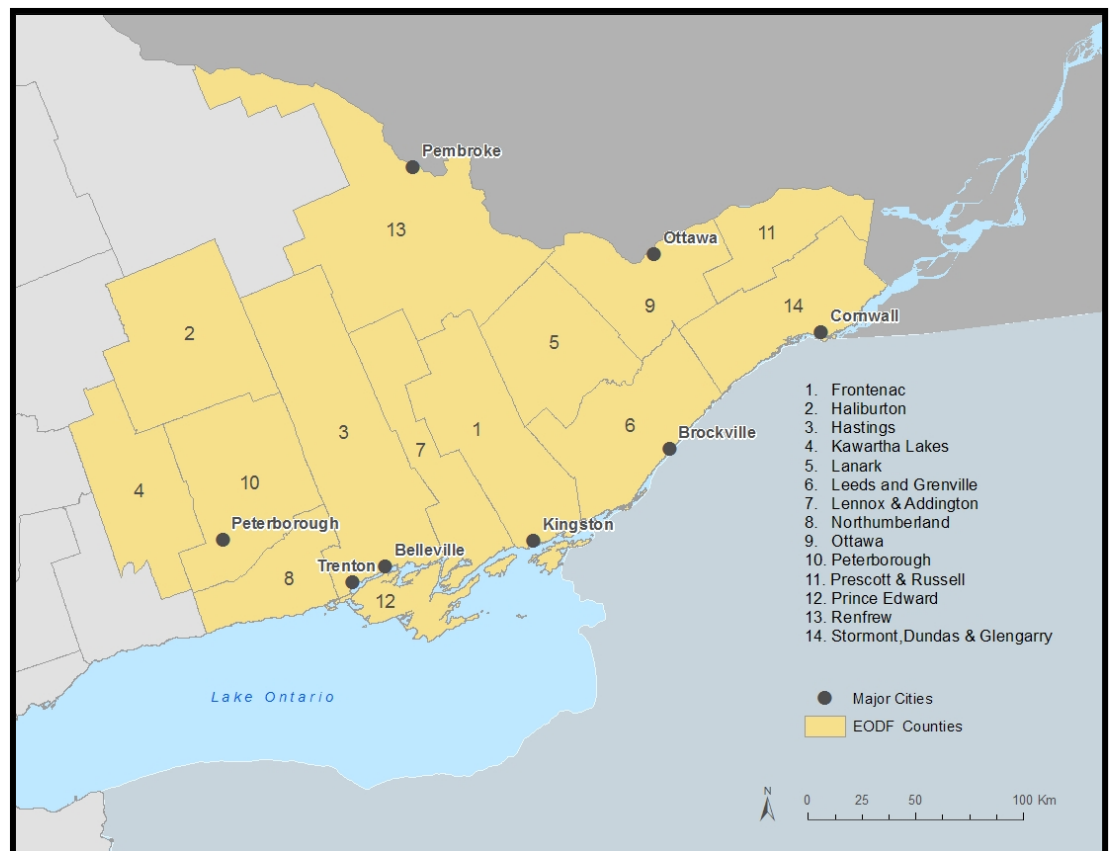 Pembroke
13
Ottawa
11
2
9
14
Cornwall
5
3
1
6
Brockville
7
4
10
Peterborough
Kingston
Belleville
Trenton
8
12
Lake Ontario
1. Frontenac
2. Haliburton
3. Hastings
4. Kawartha Lakes
5. Lanark
6. Leeds and Grenville
7. Lennox & Addington
8. Northumberland
9. Ottawa
10. Peterborough
11. Prescott & Russell
12. Prince Edward
13. Renfrew
14. Stormont,Dundas & Glengarry
Major Cities
EODF Counties
N
0 25 50 100 Km